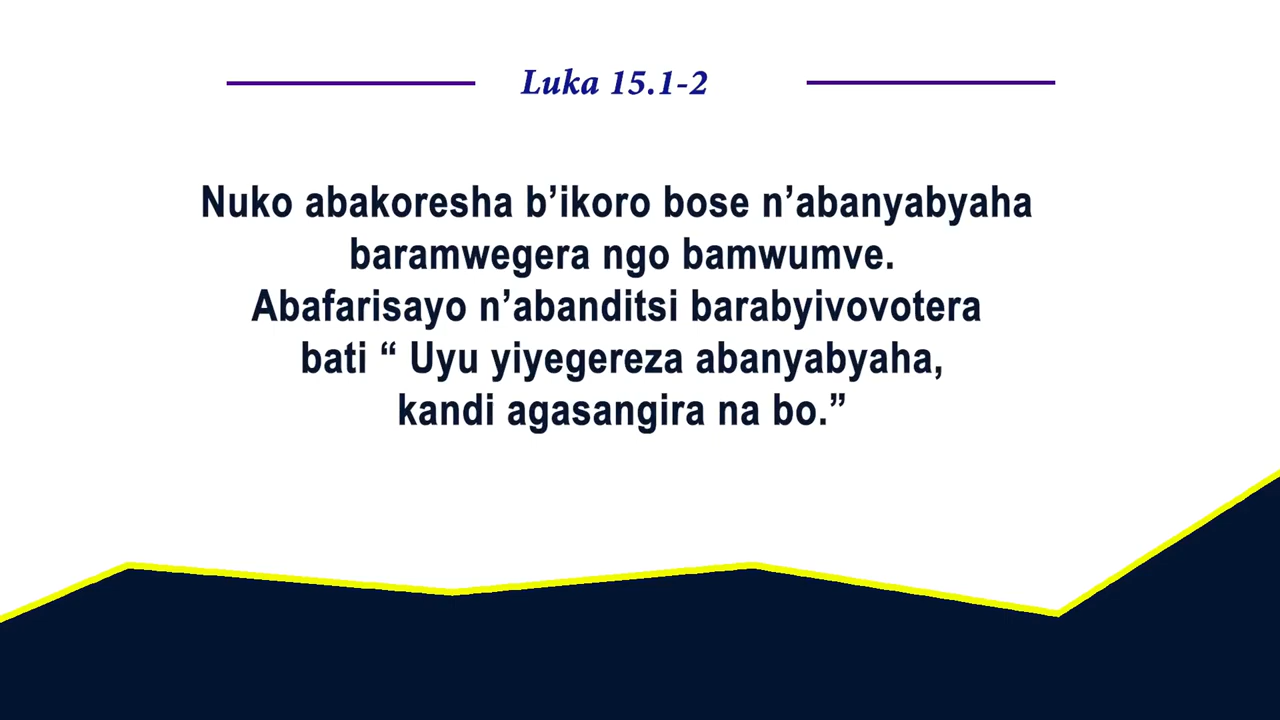 Luka 15.1-2
Nuko abakoresha b’ikoro bose n’abanyabyaha
baramwegera ngo bamwumve.
Abafarisayo n’abanditsi barabyivovotera
bati “ Uyu yiyegereza abanyabyaha,
kandi agasangira na bo.”